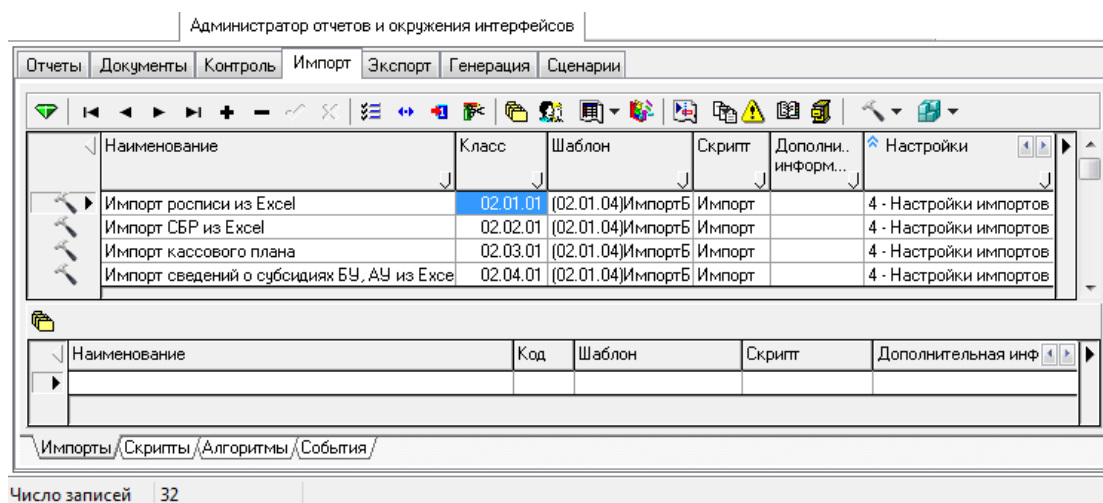 Администратор отчетов и окружения интерфейсов
Отчеты Документы Контроль Импорт Экспорт Генерация Сценарии
Наименование Класс Шаблон Скрипт Дополни.. информ... Настройки
Импорт росписи из Excel 02.01.01 (02.01.04)ИмпортБ Импорт 4 - Настройки импортов
Импорт СБР из Excel 02.02.01 (02.01.04)ИмпортБ Импорт 4 - Настройки импортов
Импорт кассового плана 02.03.01 (02.01.04)ИмпортБ Импорт 4 - Настройки импортов
Импорт сведений о субсидиях БУ, АУ из Exce 02.04.01 (02.01.04)ИмпортБ Импорт 4 - Настройки импортов
Наименование Код Шаблон Скрипт Дополнительная инф
Импорты Скрипты Алгоритмы События
Число записей 32